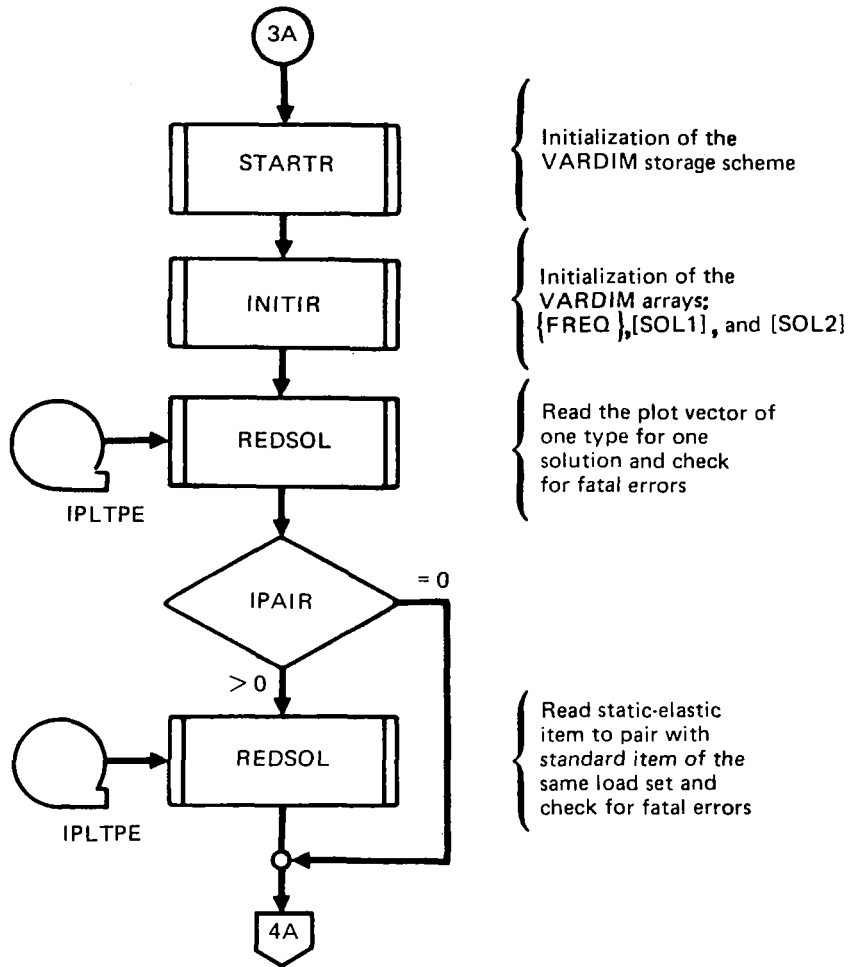 3A
STARTR
Initialization of the
VARDIM storage scheme
INITIR
Initialization of the
VARDIM arrays:
{FREQ},[SOL1], and [SOL2}
REDSOL
IPLTPE
Read the plot vector of
one type for one
solution and check
for fatal errors
IPAIR
= 0
> 0
REDSOL
IPLTPE
Read static-elastic
item to pair with
standard item of the
same load set and
check for fatal errors
4A